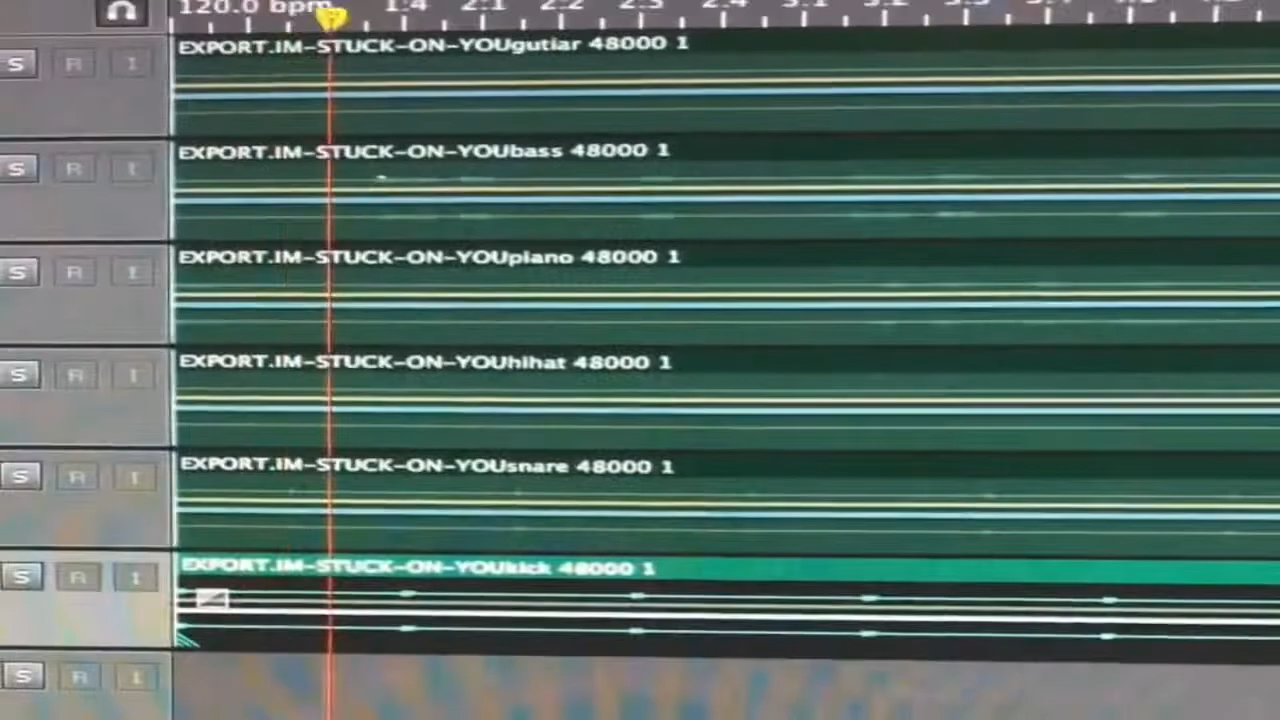 120.0 bpm 1:4 2:1 2:2 2:3 2:4 3:1 3:2
EXPORT.IM-STUCK-ON-YOUgutiar 48000 1
S R I
EXPORT.IM-STUCK-ON-YOUbass 48000 1
S R I
EXPORT.IM-STUCK-ON-YOUpiano 48000 1
S R I
EXPORT.IM-STUCK-ON-YOUhihat 48000 1
S R I
EXPORT.IM-STUCK-ON-YOUsnare 48000 1
S R I
EXPORT.IM-STUCK-ON-YOUkick 48000 1
S R I
S R I